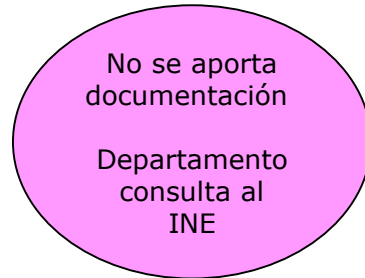 No se aporta
documentación
Departamento
consulta al
INE